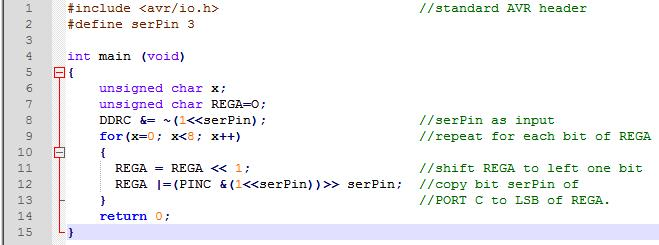 1 #include <avr/io.h> //standard AVR header
2 #define serPin 3
3
4 int main (void)
5 {
6 unsigned char x;
7 unsigned char REGA=O;
8 DDRC &= ~(1<<serPin); //serPin as input
9 for(x=0; x<8; x++) //repeat for each bit of REGA
10 {
11 REGA = REGA << 1; //shift REGA to left one bit
12 REGA |=(PINC &(1<<serPin))>> serPin; //copy bit serPin of
13 } //PORT C to LSB of REGA.
14 return 0;
15 }